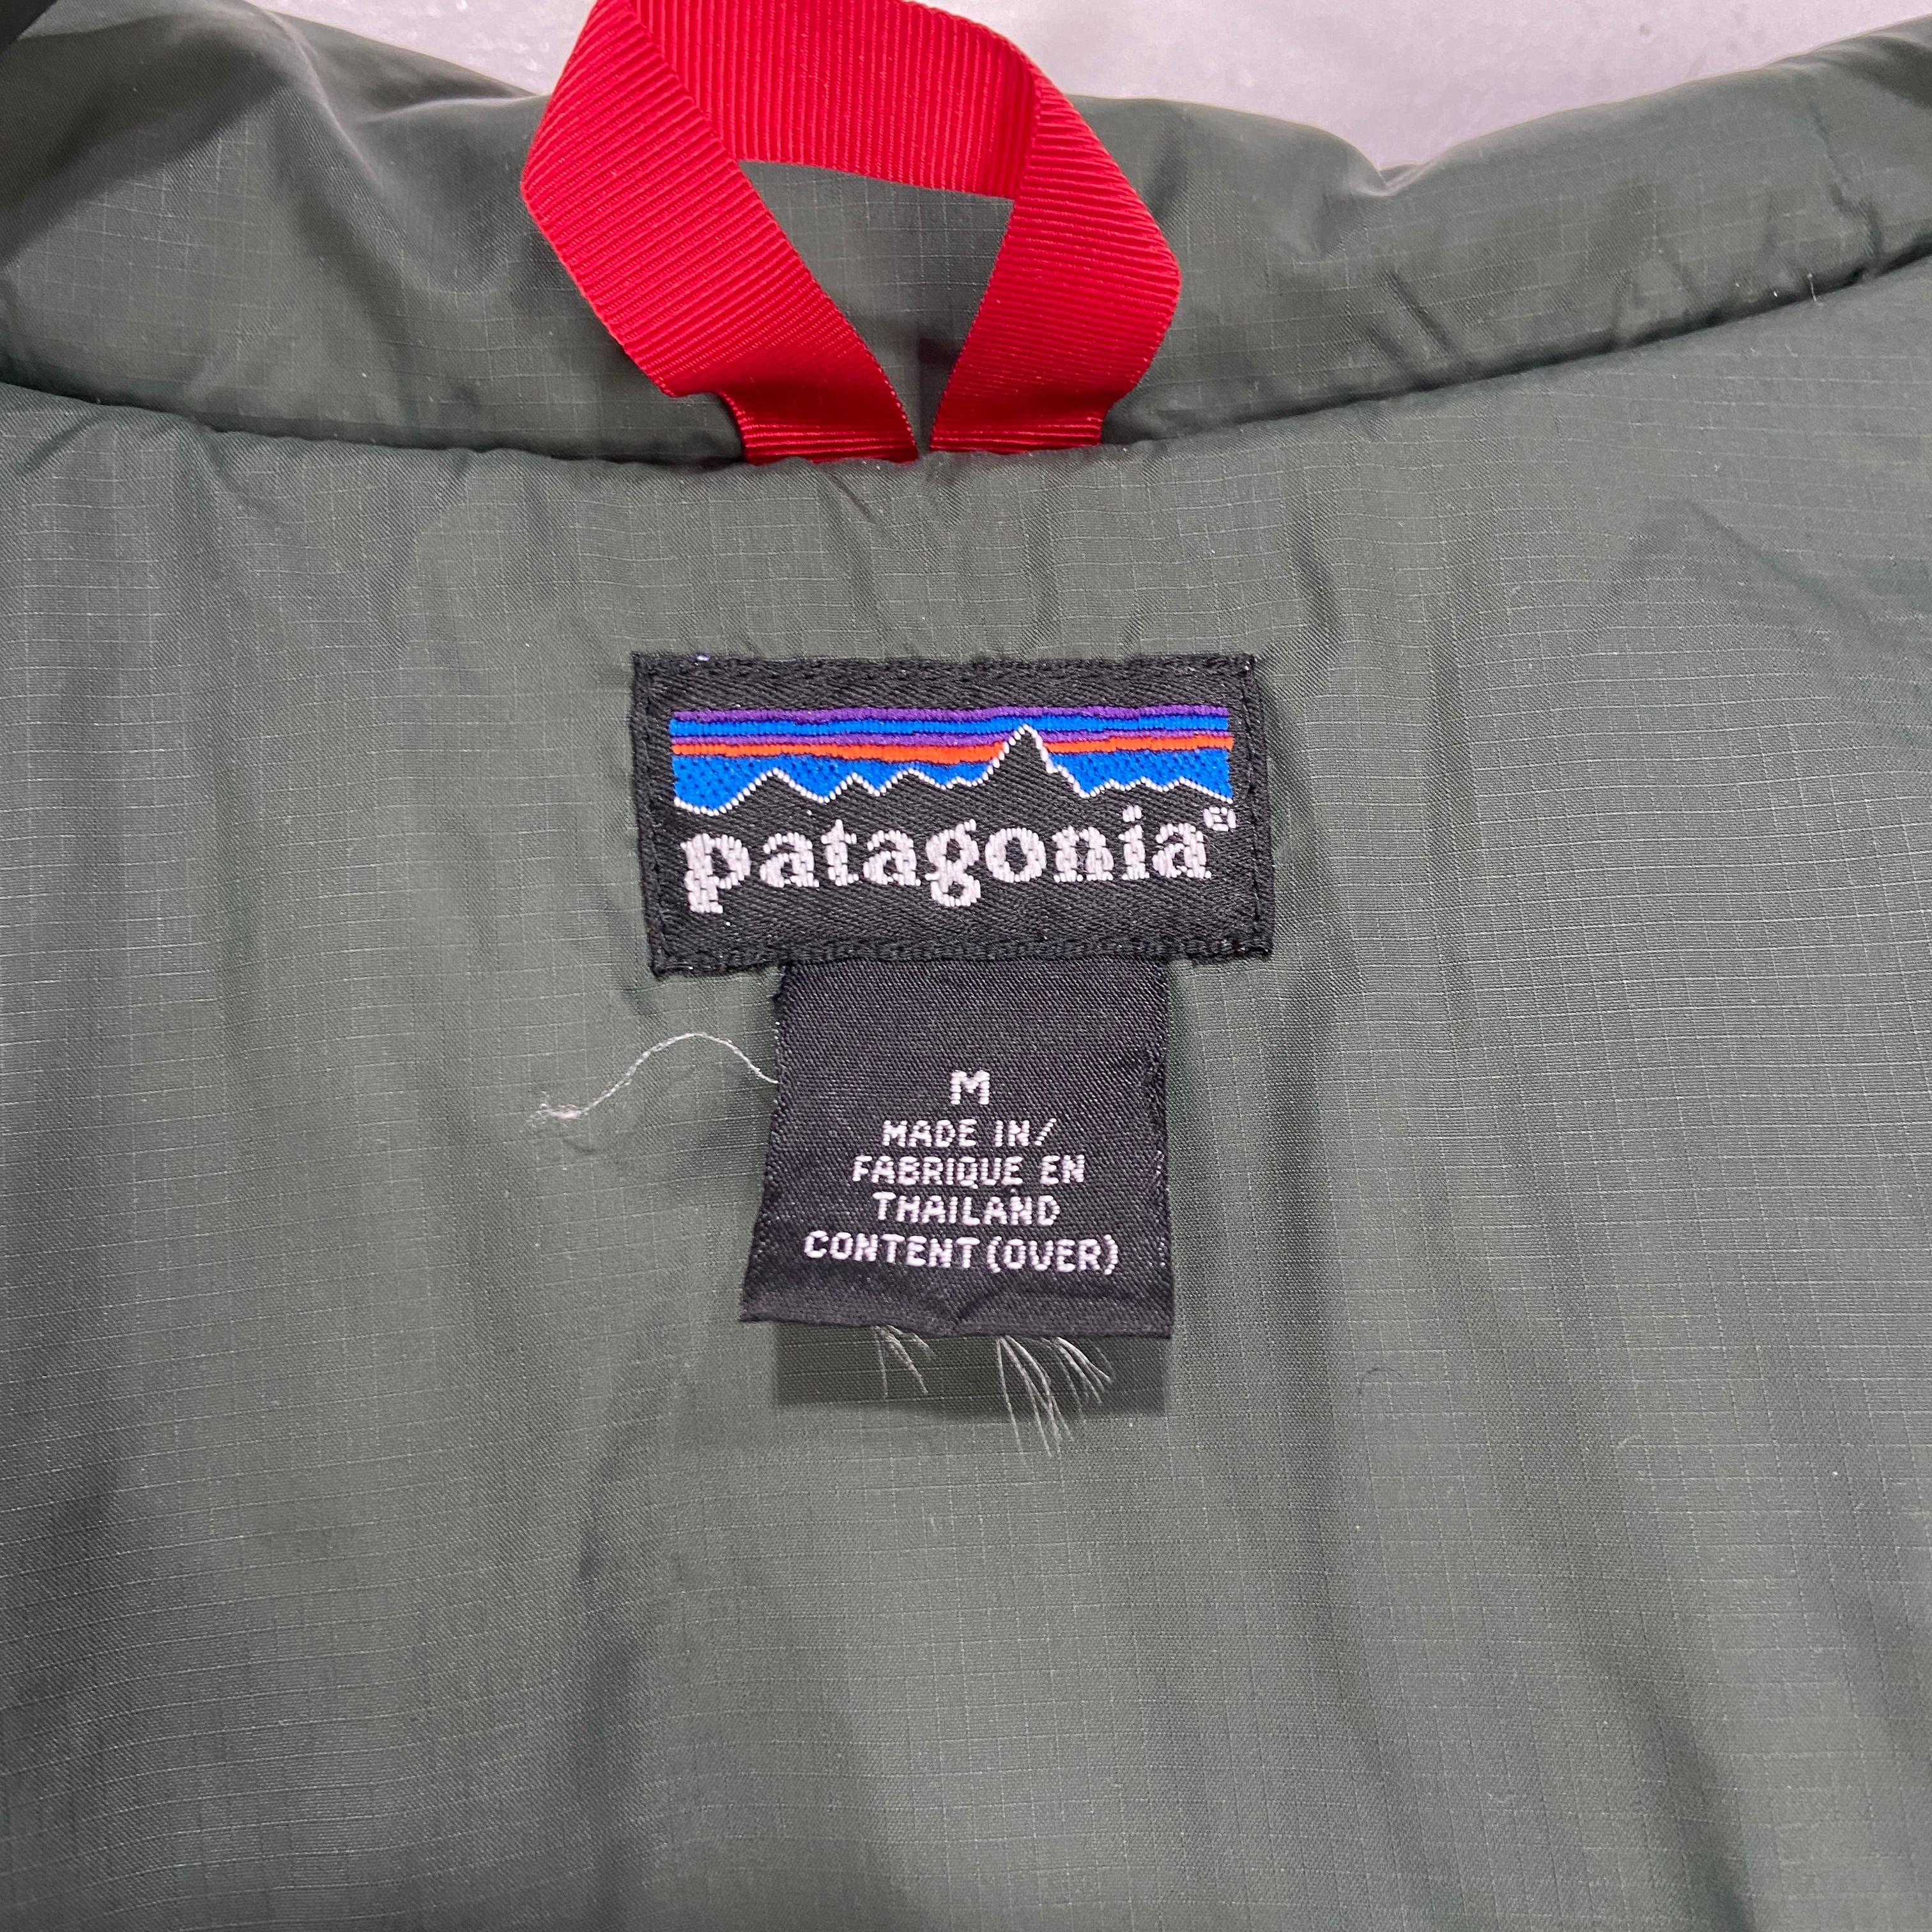 patagonia®
M
MADE IN/
FABRIQUE EN
THAILAND
CONTENT (OVER)